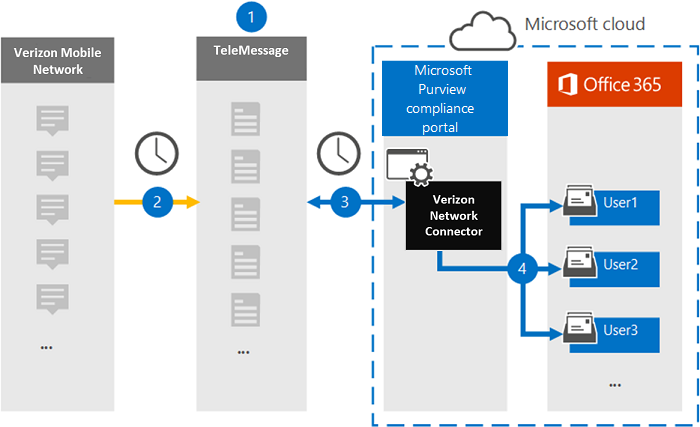 1
Microsoft cloud
Verizon Mobile
Network
TeleMessage
Microsoft
Purview
compliance
portal
Office 365
2
3
Verizon
Network
Connector
4
User1
User2
User3
...
...
...